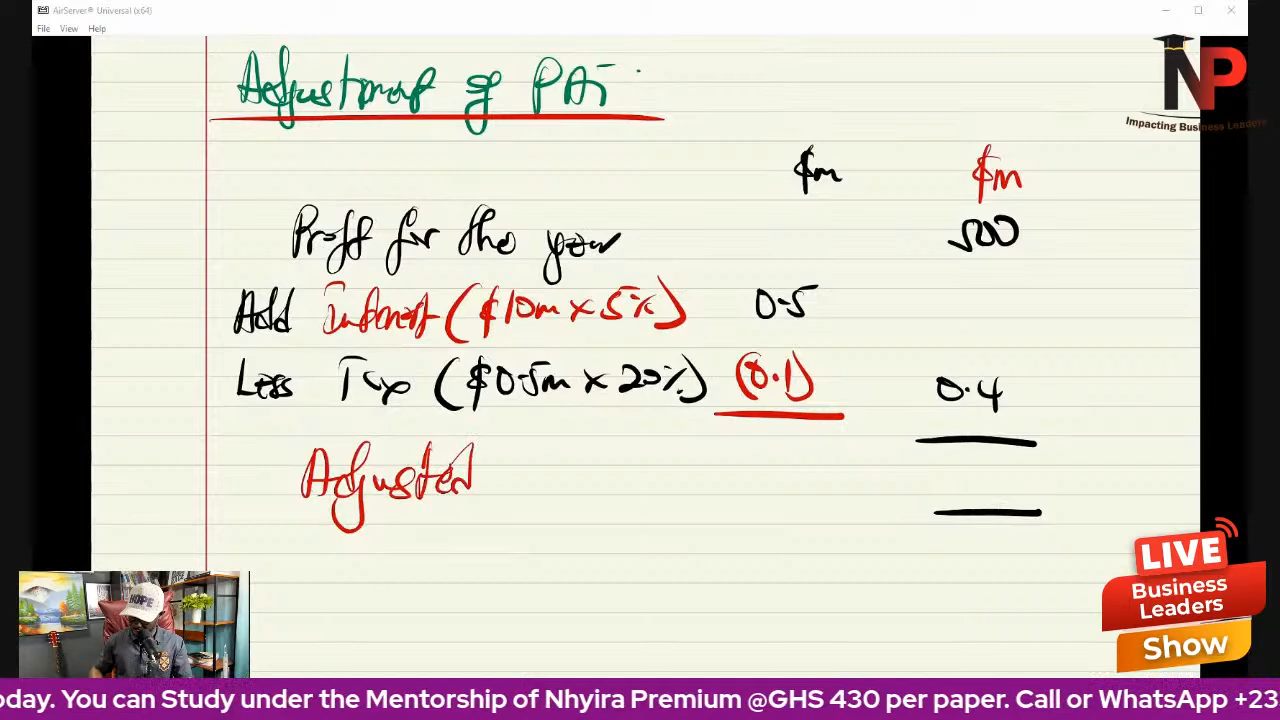 AirServer® Universal (x64)
File View Help
Adjustment of PAT
NP
Impacting Business Leaders
$m $m
Profit for the year 500
Add Interest ($10m x 5%) 0.5
Less Tax ($0.5m x 20%) (0.1) 0.4
Adjusted
HOPE
LIVE
Business
Leaders
Show
oday. You can Study under the Mentorship of Nhyira Premium @GHS 430 per paper. Call or WhatsApp +23